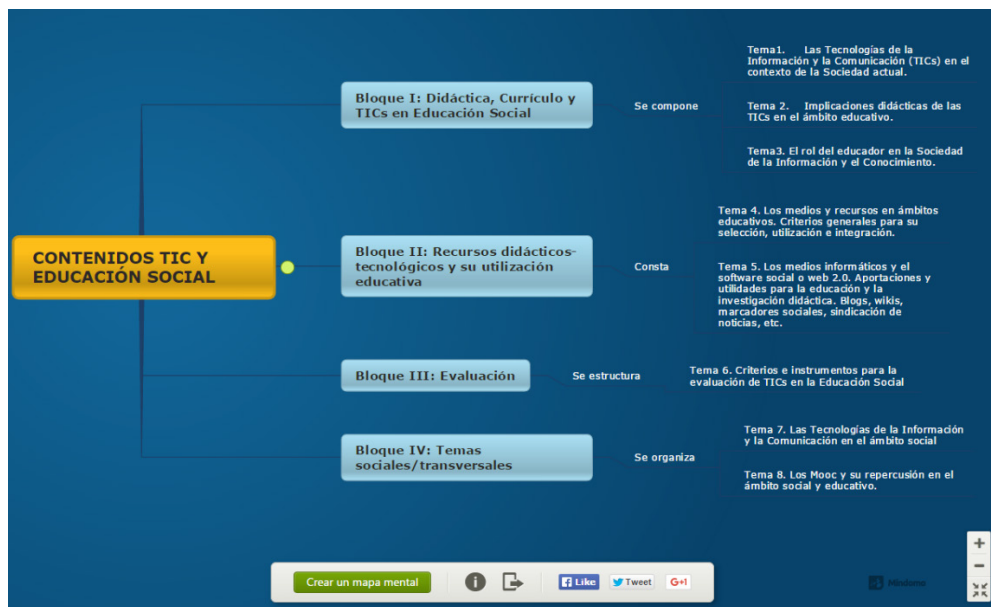 CONTENIDOS TIC Y
EDUCACIÓN SOCIAL
Bloque I: Didáctica, Currículo y
TICs en Educación Social
Se compone
Tema1. Las Tecnologías de la
Información y la Comunicación (TICs) en el
contexto de la Sociedad actual.
Tema 2. Implicaciones didácticas de las
TICs en el ámbito educativo.
Tema3. El rol del educador en la Sociedad
de la Información y el Conocimiento.
Bloque II: Recursos didácticos-
tecnológicos y su utilización
educativa
Consta
Tema 4. Los medios y recursos en ámbitos
educativos. Criterios generales para su
selección, utilización e integración.
Tema 5. Los medios informáticos y el
software social o web 2.0. Aportaciones y
utilidades para la educación y la
investigación didáctica. Blogs, wikis,
marcadores sociales, sindicación de
noticias, etc.
Bloque III: Evaluación
Se estructura
Tema 6. Criterios e instrumentos para la
evaluación de TICs en la Educación Social
Bloque IV: Temas
sociales/transversales
Se organiza
Tema 7. Las Tecnologías de la Información
y la Comunicación en el ámbito social
Tema 8. Los Mooc y su repercusión en el
ámbito social y educativo.
Crear un mapa mental
Like
Tweet
G+1
Mindomo